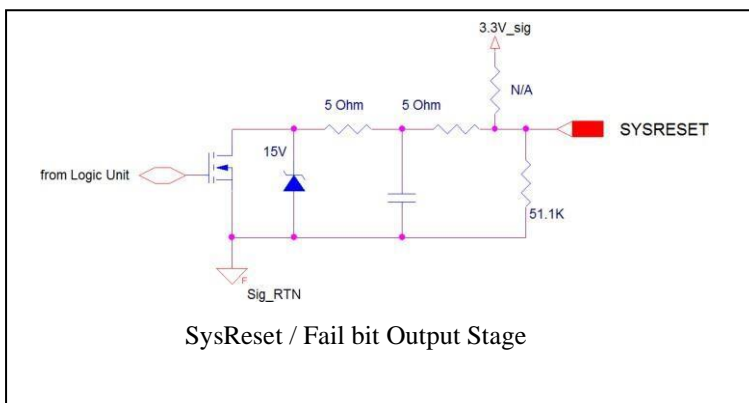 3.3V_sig
N/A
5 Ohm
5 Ohm
SYSRESET
15V
from Logic Unit
51.1K
F
Sig_RTN
SysReset / Fail bit Output Stage